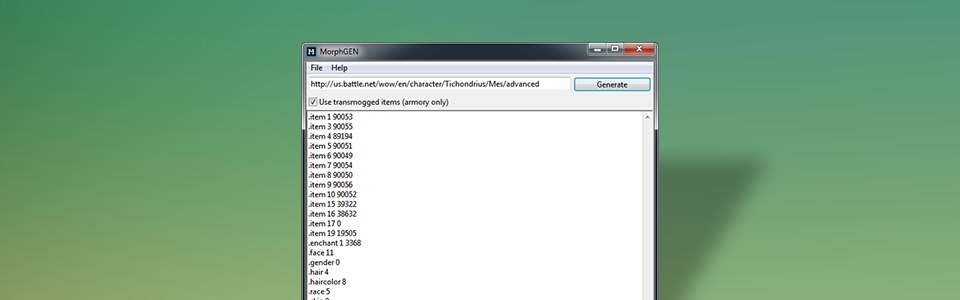 MorphGEN
File Help
http://us.battle.net/wow/en/character/Tichondrius/Mes/advanced Generate
Use transmogged items (armory only)
.item 1 90053
.item 3 90055
.item 4 89194
.item 5 90051
.item 6 90049
.item 7 90054
.item 8 90050
.item 9 90056
.item 10 90052
.item 15 39322
.item 16 38632
.item 17 0
.item 19 19505
.enchant 1 3368
.face 11
.gender 0
.hair 4
.haircolor 8
.race 5